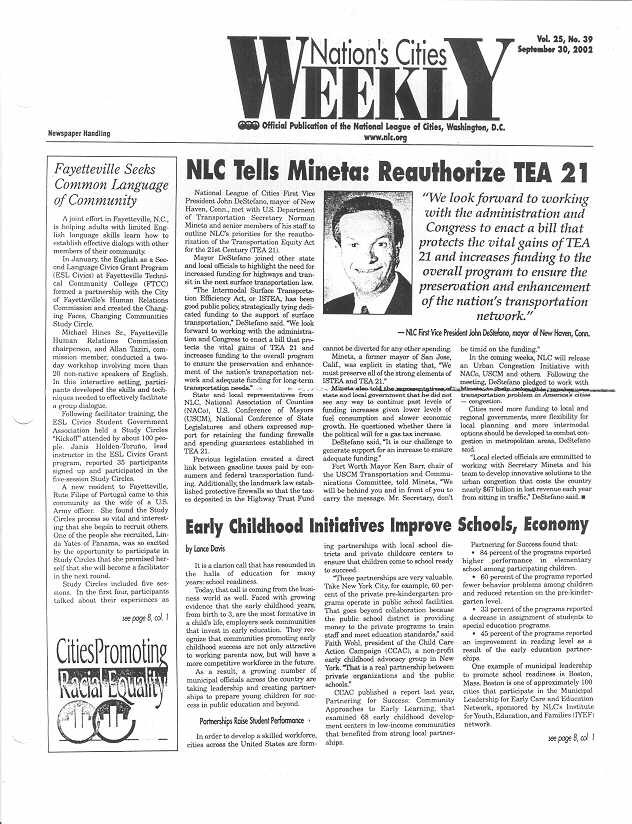 Vol. 25, No. 39
September 30, 2002
Nation's Cities
WEEKLY
Official Publication of the National League of Cities, Washington, D.C.
www.nlc.org
Newspaper Handling
Fayetteville Seeks
Common Language
of Community
A joint effort in Fayetteville, N.C.,
is helping adults with limited Eng-
lish language skills learn how to
establish effective dialogs with other
members of their community.
In January, the English as a Sec-
ond Language Civics Grant Program
(ESL Civics) at Fayetteville Techni-
cal Community College (FTCC)
formed a partnership with the City
of Fayetteville's Human Relations
Commission and created the Chang-
ing Faces, Changing Communities
Study Circle.
Michael Hines Sr., Fayetteville
Human Relations Commission
chairperson, and Allan Taziri, com-
mission member, conducted a two-
day workshop involving more than
20 non-native speakers of English.
In this interactive setting, partici-
pants developed the skills and tech-
niques needed to effectively facilitate
a group dialogue.
Following facilitator training, the
ESL Civics Student Government
Association held a Study Circles
"Kickoff" attended by about 100 peo-
ple. Janis Holden-Toruño, lead
instructor in the ESL Civics Grant
program, reported 35 participants
signed up and participated in the
five-session Study Circles.
A new resident to Fayetteville,
Rute Filipe of Portugal came to this
community as the wife of a U.S.
Army officer. She found the Study
Circles process so vital and interest-
ing that she began to recruit others.
One of the people she recruited, Lin-
da Yates of Panama, was so excited
by the opportunity to participate in
Study Circles that she promised her-
self that she will become a facilitator
in the next round.
Study Circles included five ses-
sions. In the first four, participants
talked about their experiences as
see page 8, col. 1
Cities Promoting
Racial Equality
NLC Tells Mineta: Reauthorize TEA 21
National League of Cities First Vice
President John DeStefano, mayor of New
Haven, Conn., met with U.S. Department
of Transportation Secretary Norman
Mineta and senior members of his staff to
outline NLC's priorities for the reautho-
rization of the Transportation Equity Act
for the 21st Century (TEA 21).
Mayor DeStefano joined other state
and local officials to highlight the need for
increased funding for highways and tran-
sit in the next surface transportation law.
"The Intermodal Surface Transporta-
tion Efficiency Act, or ISTEA, has been
good public policy, strategically tying dedi-
cated funding to the support of surface
transportation," DeStefano said. "We look
forward to working with the administra-
tion and Congress to enact a bill that pro-
tects the vital gains of TEA 21 and
increases funding to the overall program
to ensure the preservation and enhance-
ment of the nation's transportation net-
work and adequate funding for long-term
transportation needs."
State and local representatives from
NLC, National Association of Counties
(NACo), U.S. Conference of Mayors
(USCM), National Conference of State
Legislatures and others expressed sup-
port for retaining the funding firewalls
and spending guarantees established in
TEA 21.
Previous legislation created a direct
link between gasoline taxes paid by con-
sumers and federal transportation fund-
ing. Additionally, the landmark law estab-
lished protective firewalls so that the tax-
es deposited in the Highway Trust Fund
"We look forward to working
with the administration and
Congress to enact a bill that
protects the vital gains of TEA
21 and increases funding to the
overall program to ensure the
preservation and enhancement
of the nation's transportation
network."
— NLC First Vice President John DeStefano, mayor of New Haven, Conn.
cannot be diverted for any other spending.
Mineta, a former mayor of San Jose,
Calif., was explicit in stating that, "We
must preserve all of the strong elements of
ISTEA and TEA 21."
Mineta also told the representatives of
state and local government that he did not
see any way to continue past levels of
funding increases given lower levels of
fuel consumption and slower economic
growth. He questioned whether there is
the political will for a gas tax increase.
DeStefano said, "It is our challenge to
generate support for an increase to ensure
adequate funding."
Fort Worth Mayor Ken Barr, chair of
the USCM Transportation and Communi-
cations Committee, told Mineta, "We
will be behind you and in front of you to
carry the message. Mr. Secretary, don't
be timid on the funding."
In the coming weeks, NLC will release
an Urban Congestion Initiative with
NACo, USCM and others. Following the
meeting, DeStefano pledged to work with
transportation problem in America's cities
— congestion.
Cities need more funding to local and
regional governments, more flexibility for
local planning and more intermodal
options should be developed to combat con-
gestion in metropolitan areas, DeStefano
said.
"Local elected officials are committed to
working with Secretary Mineta and his
team to develop innovative solutions to the
urban congestion that costs the country
nearly $67 billion in lost revenue each year
from sitting in traffic," DeStefano said. ■
Early Childhood Initiatives Improve Schools, Economy
by Lance Davis
It is a clarion call that has resounded in
the halls of education for many
years: school readiness.
Today, that call is coming from the busi-
ness world as well. Faced with growing
evidence that the early childhood years,
from birth to 3, are the most formative in
a child's life, employers seek communities
that invest in early education. They rec-
ognize that communities promoting early
childhood success are not only attractive
to working parents now, but will have a
more competitive workforce in the future.
As a result, a growing number of
municipal officials across the country are
taking leadership and creating partner-
ships to prepare young children for suc-
cess in public education and beyond.
Partnerships Raise Student Performance
In order to develop a skilled workforce,
cities across the United States are form-
ing partnerships with local school dis-
tricts and private childcare centers to
ensure that children come to school ready
to succeed.
"These partnerships are very valuable.
Take New York City, for example, 60 per-
cent of the private pre-kindergarten pro-
grams operate in public school facilities.
That goes beyond collaboration because
the public school district is providing
money to the private programs to train
staff and meet education standards," said
Faith Wohl, president of the Child Care
Action Campaign (CCAC), a non-profit
early childhood advocacy group in New
York. "That is a real partnership between
private organizations and the public
schools."
CCAC published a report last year,
Partnering for Success: Community
Approaches to Early Learning, that
examined 68 early childhood develop-
ment centers in low-income communities
that benefited from strong local partner-
ships.
Partnering for Success found that:
• 84 percent of the programs reported
higher performance in elementary
school among participating children.
• 60 percent of the programs reported
fewer behavior problems among children
and reduced retention on the pre-kinder-
garten level.
• 33 percent of the programs reported
a decrease in assignment of students to
special education programs.
• 45 percent of the programs reported
an improvement in reading level as a
result of the early education partner-
ships.
One example of municipal leadership
to promote school readiness is Boston,
Mass. Boston is one of approximately 100
cities that participate in the Municipal
Leadership for Early Care and Education
Network, sponsored by NLC's Institute
for Youth, Education, and Families (IYEF)
network.
see page 8, col 1